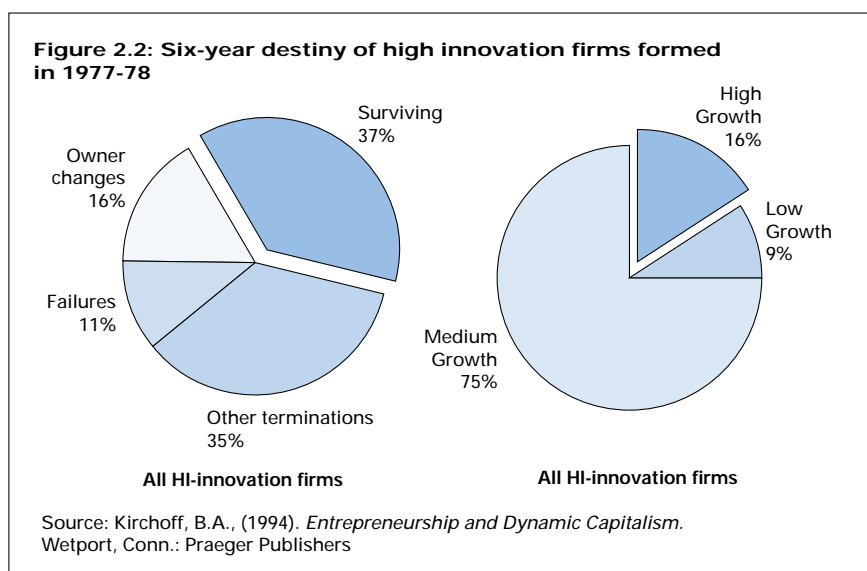 Figure 2.2: Six-year destiny of high innovation firms formed
in 1977-78
Surviving
37%
Owner
changes
16%
Failures
11%
Other terminations
35%
All HI-innovation firms
High
Growth
16%
Low
Growth
9%
Medium
Growth
75%
All HI-innovation firms
Source: Kirchoff, B.A., (1994). Entrepreneurship and Dynamic Capitalism.
Wetport, Conn.: Praeger Publishers